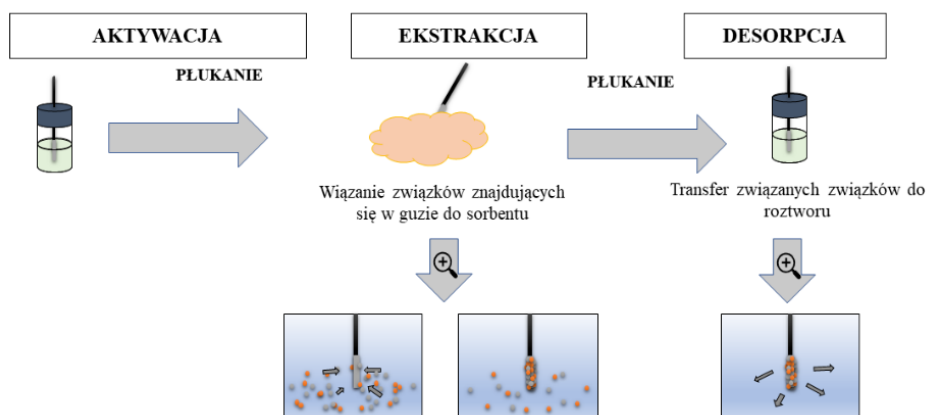 AKTYWACJA
EKSTRAKCJA
DESORPCJA
PŁUKANIE
PŁUKANIE
Wiązanie związków znajdujących
się w guzie do sorbentu
Transfer związanych związków do
roztworu